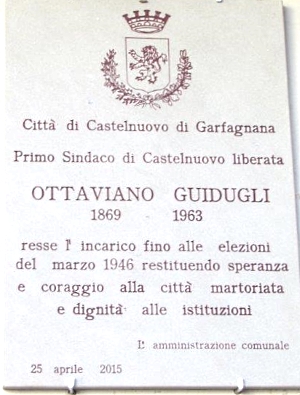 Città di Castelnuovo di Garfagnana
Primo Sindaco di Castelnuovo liberata
OTTAVIANO GUIDUGLI
1869 1963
resse l' incarico fino alle elezioni
del marzo 1946 restituendo speranza
e coraggio alla città martoriata
e dignità alle istituzioni
L' amministrazione comunale
25 aprile 2015